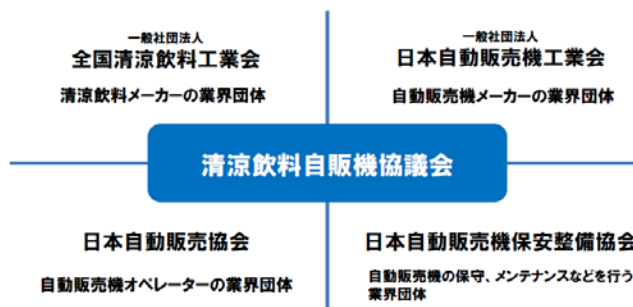 一般社団法人
全国清涼飲料工業会
清涼飲料メーカーの業界団体
一般社団法人
日本自動販売機工業会
自動販売機メーカーの業界団体
清涼飲料自販機協議会
日本自動販売協会
自動販売機オペレーターの業界団体
日本自動販売機保安整備協会
自動販売機の保守、メンテナンスなどを行う
業界団体